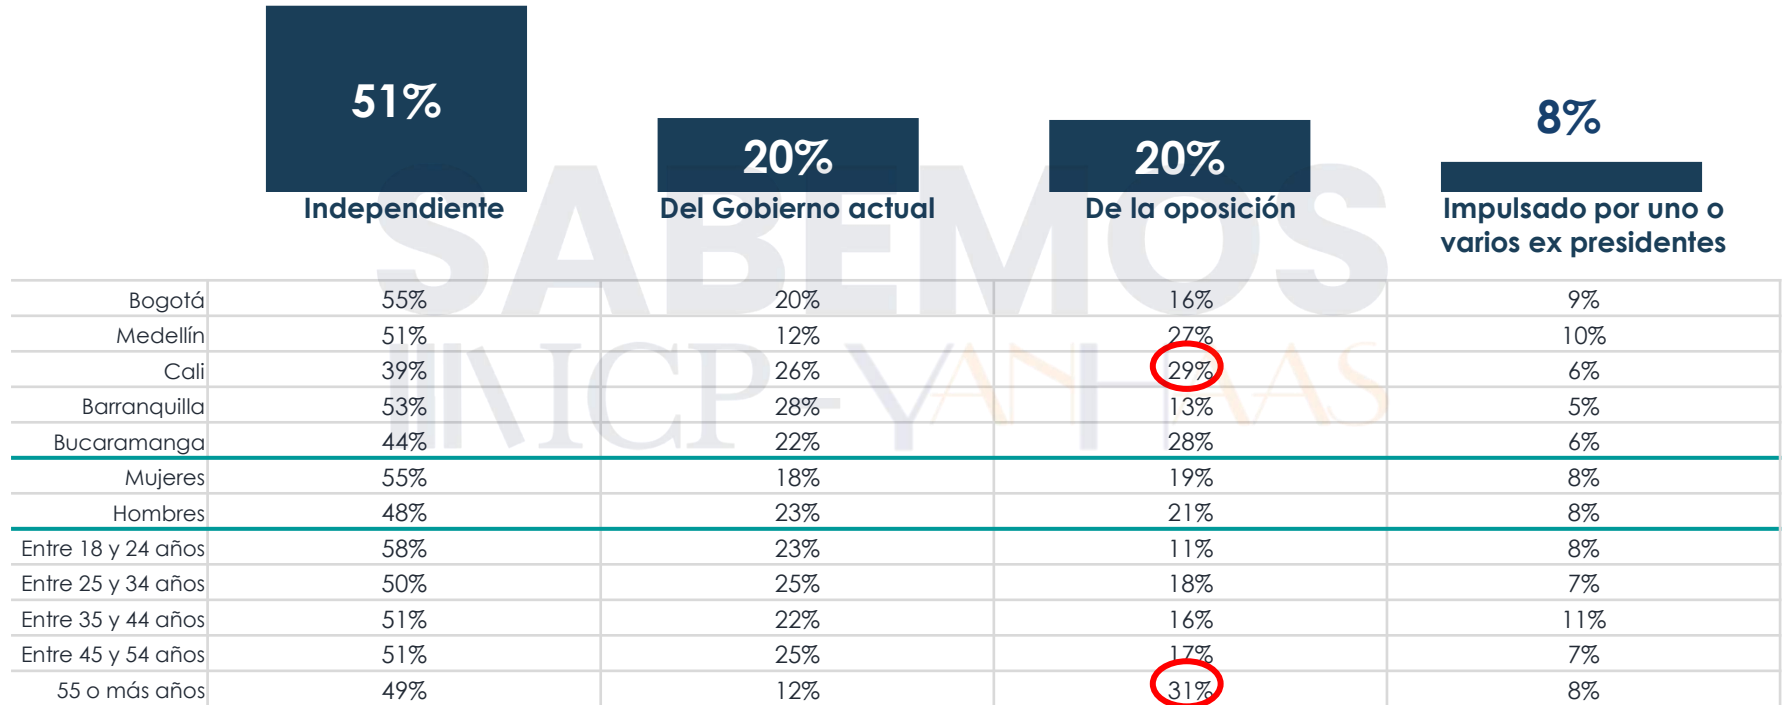 51%
20%
20%
8%
Independiente
Del Gobierno actual
De la oposición
Impulsado por uno o
varios ex presidentes
SABEMOS
ICP - YANHAAS
Bogotá 55% 20% 16% 9%
Medellín 51% 12% 27% 10%
Cali 39% 26% 29% 6%
Barranquilla 53% 28% 13% 5%
Bucaramanga 44% 22% 28% 6%
Mujeres 55% 18% 19% 8%
Hombres 48% 23% 21% 8%
Entre 18 y 24 años 58% 23% 11% 8%
Entre 25 y 34 años 50% 25% 18% 7%
Entre 35 y 44 años 51% 22% 16% 11%
Entre 45 y 54 años 51% 25% 17% 7%
55 o más años 49% 12% 31% 8%